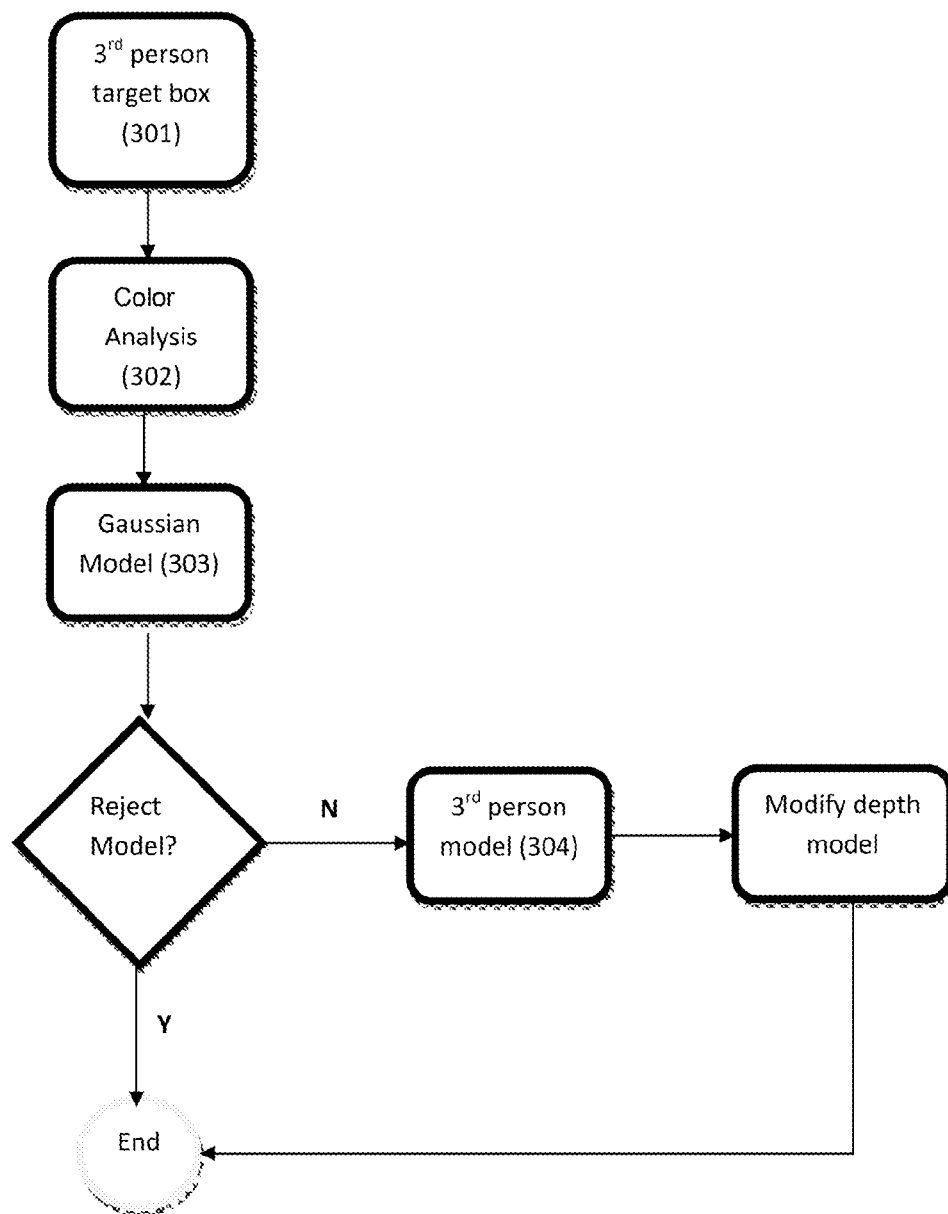 3rd person
target box
(301)
Color
Analysis
(302)
Gaussian
Model (303)
Reject
Model?
N
3rd person
model (304)
Modify depth
model
Y
End